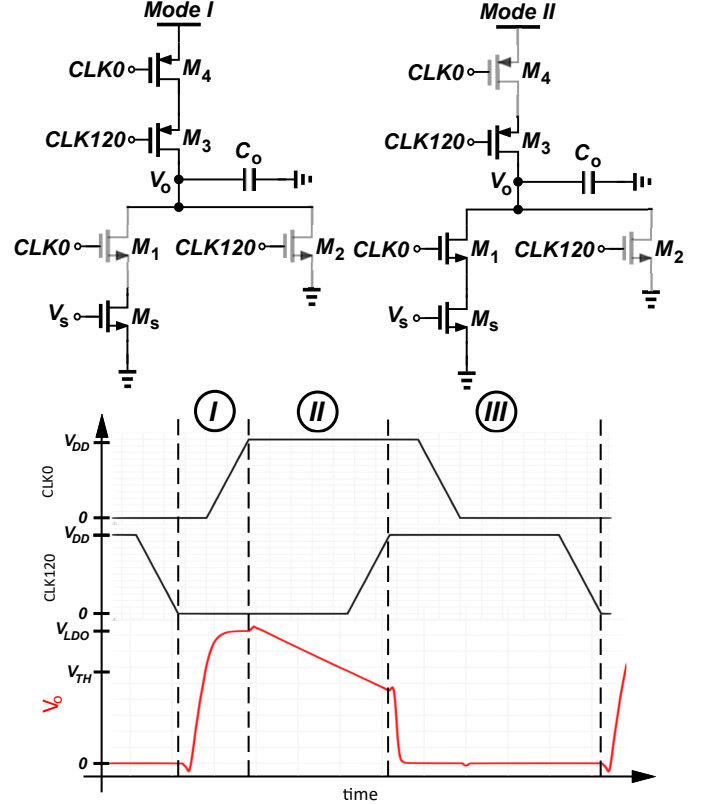 Mode I
Mode II
CLK0
M4
CLK0
M4
CLK120
M3
CLK120
M3
Co
Co
Vo
Vo
CLK0
M1
CLK120
M2
CLK0
M1
CLK120
M2
Vs
Ms
Vs
Ms
I
II
III
VDD
CLK0
0
VDD
CLK120
0
VLDO
VTH
Vo
0
time